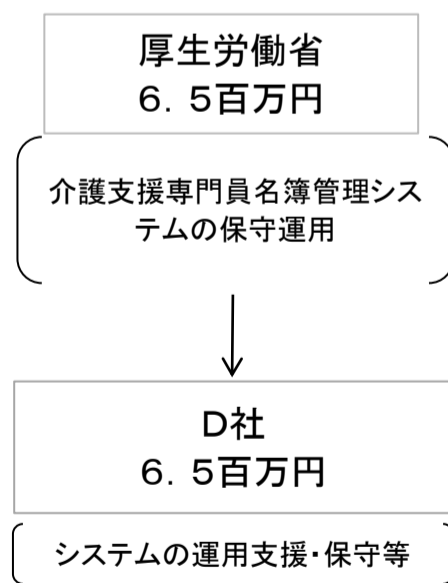 厚生労働省
６．５百万円
介護支援専門員名簿管理シス
テムの保守運用
Ｄ社
６．５百万円
システムの運用支援・保守等